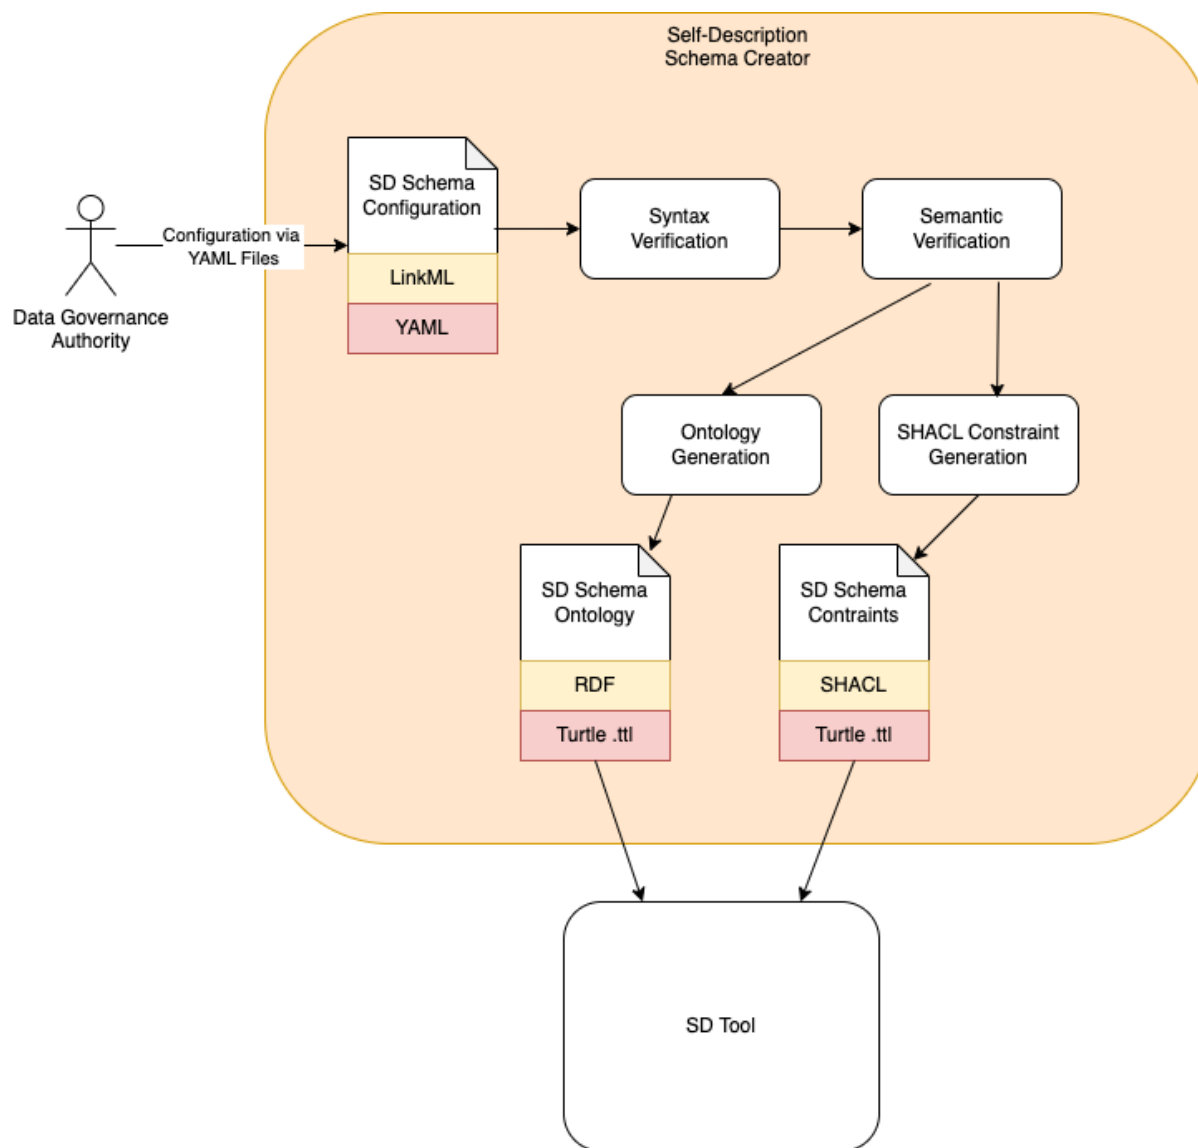 Self-Description
Schema Creator
SD Schema
Configuration
LinkML
YAML
Syntax
Verification
Semantic
Verification
Configuration via
YAML Files
Data Governance
Authority
Ontology
Generation
SHACL Constraint
Generation
SD Schema
Ontology
RDF
Turtle .ttl
SD Schema
Contraints
SHACL
Turtle .ttl
SD Tool